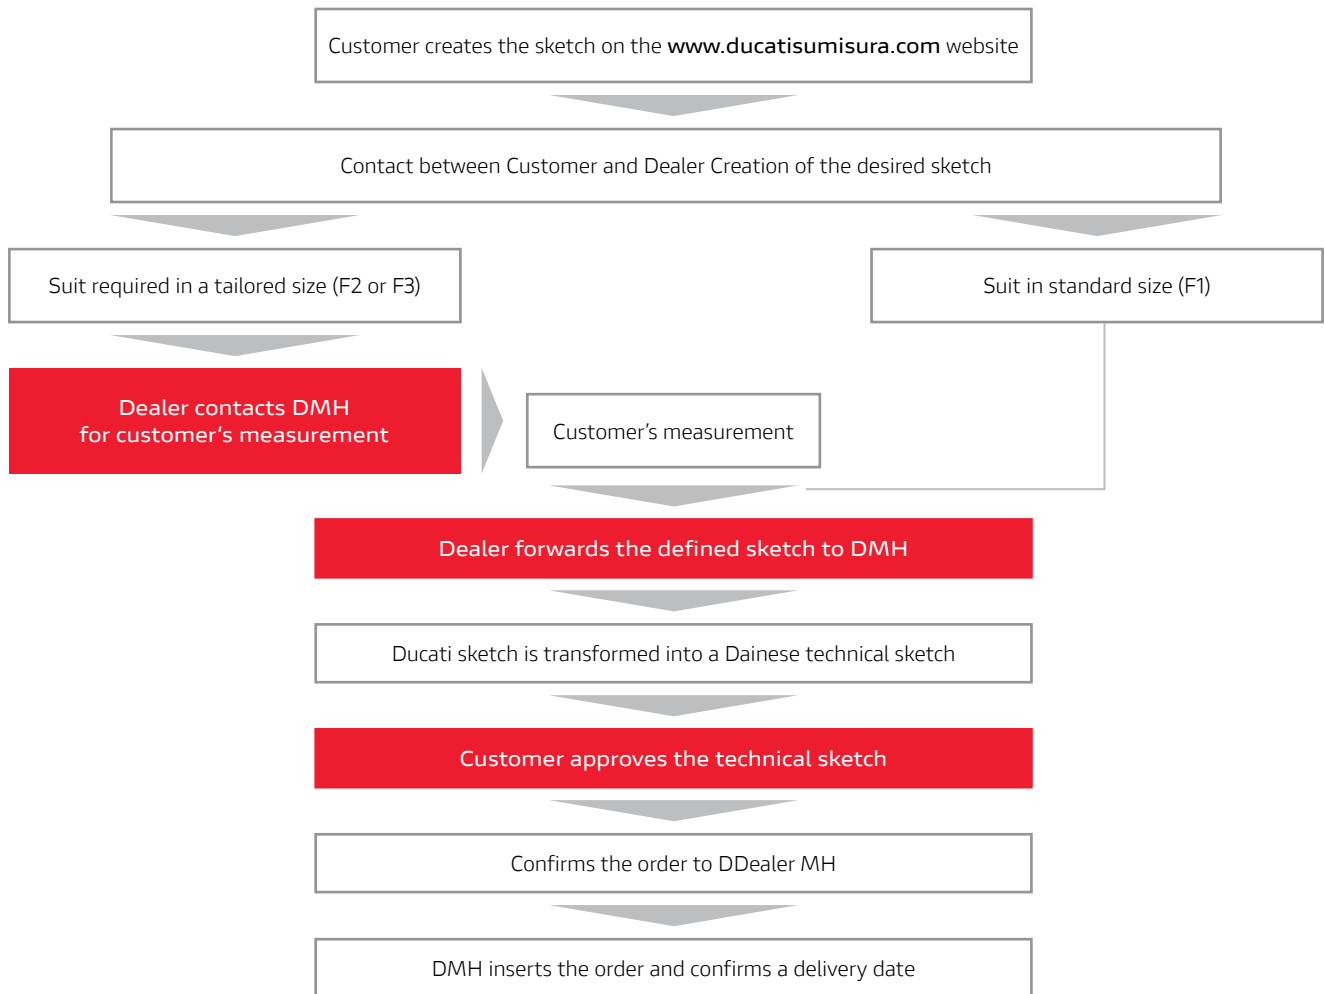 Customer creates the sketch on the www.ducatisumisura.com website
Contact between Customer and Dealer Creation of the desired sketch
Suit required in a tailored size (F2 or F3)
Suit in standard size (F1)
Dealer contacts DMH
for customer‘s measurement
Customer’s measurement
Dealer forwards the defined sketch to DMH
Ducati sketch is transformed into a Dainese technical sketch
Customer approves the technical sketch
Confirms the order to DDealer MH
DMH inserts the order and confirms a delivery date